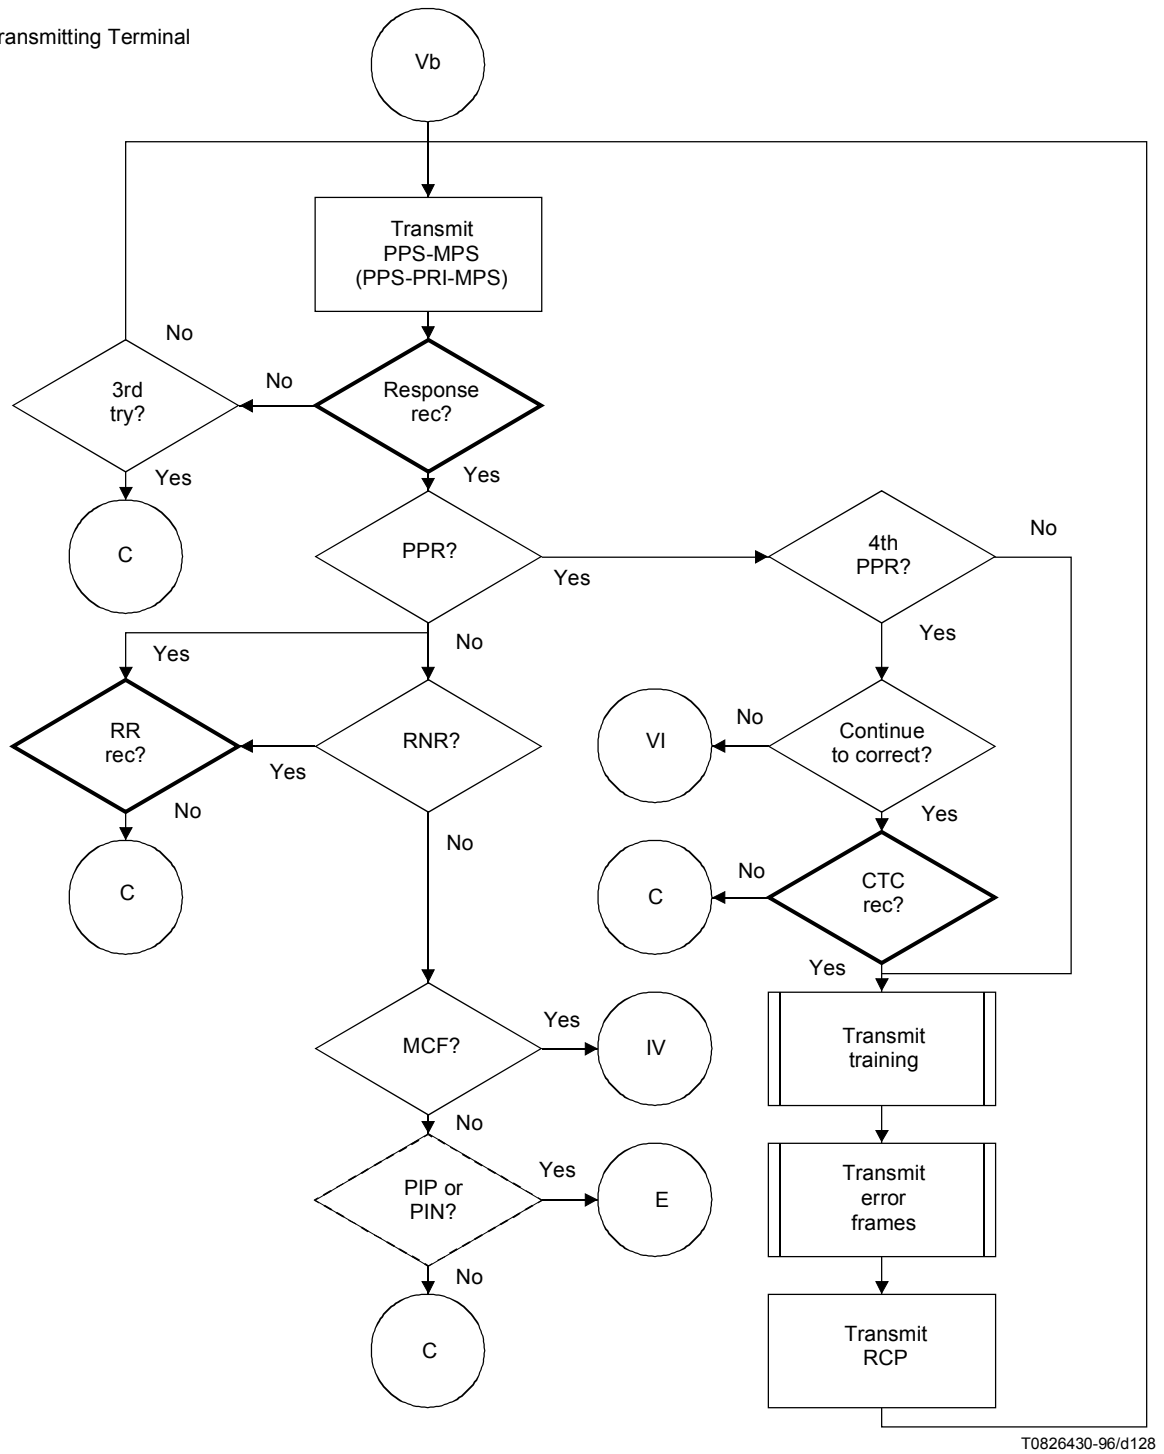 ransmitting Terminal
Vb
Transmit
PPS-MPS
(PPS-PRI-MPS)
No
3rd
try?
No
Response
rec?
Yes
Yes
C
PPR?
Yes
4th
PPR?
No
No
Yes
Yes
RR
rec?
Yes
RNR?
No
VI
No
Continue
to correct?
Yes
No
C
C
No
CTC
rec?
Yes
MCF?
Yes
IV
Transmit
training
No
PIP or
PIN?
Yes
E
Transmit
error
frames
No
C
Transmit
RCP
T0826430-96/d128